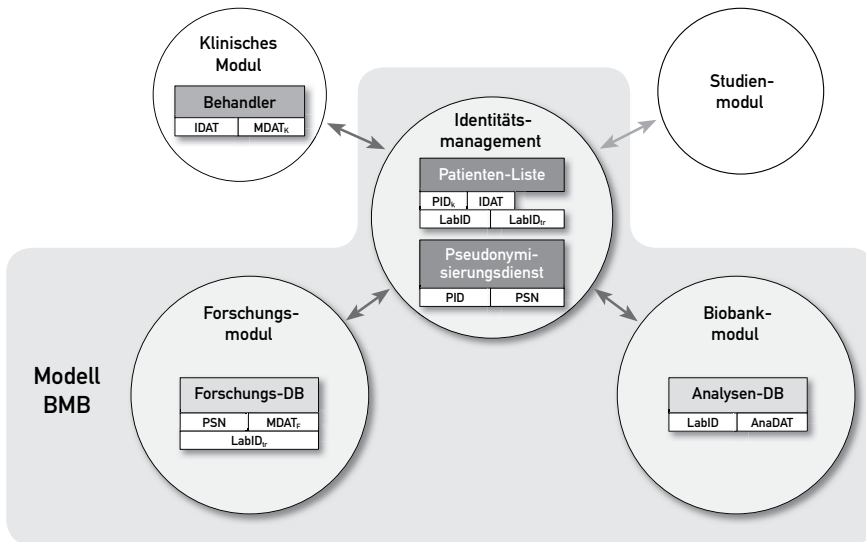 Klinisches
Modul
Behandler
IDAT MDATK
Studien-
modul
Identitäts-
management
Patienten-Liste
PIDk IDAT
LabID LabIDtr
Pseudonymi-
sierungsdienst
PID PSN
Forschungs-
modul
Forschungs-DB
PSN MDATF
LabIDtr
Biobank-
modul
Analysen-DB
LabID AnaDAT
Modell
BMB